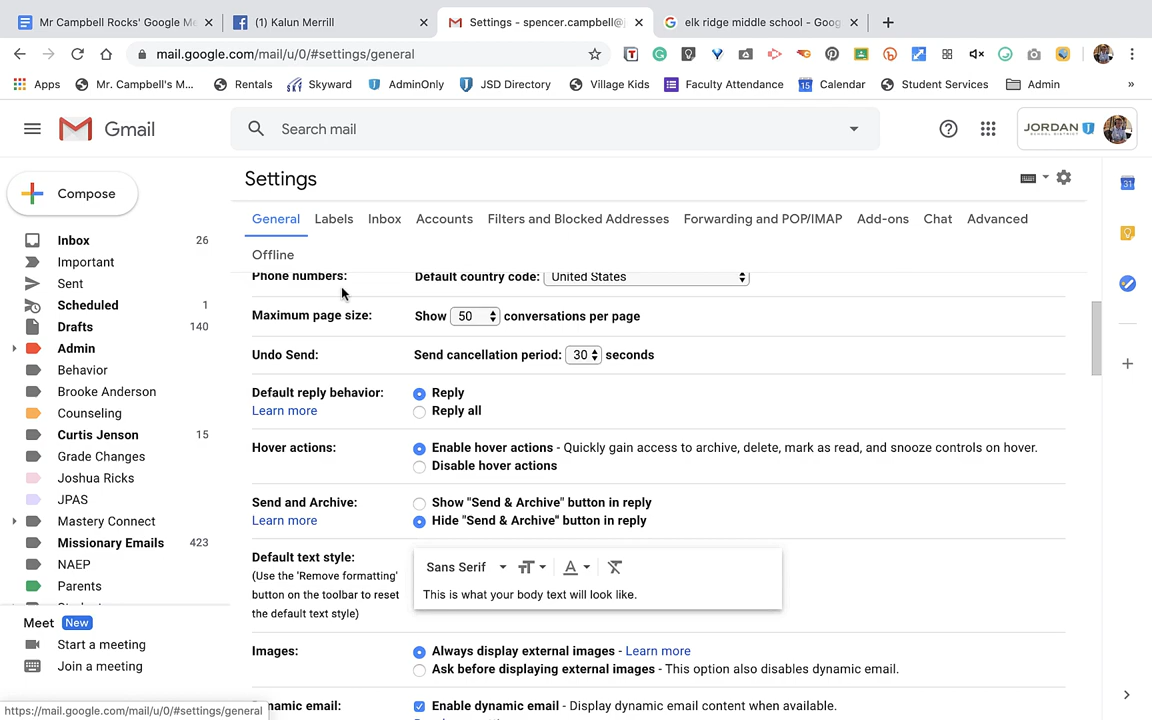 Mr Campbell Rocks' Google Me
(1) Kalun Merrill
Settings - spencer.campbell@j
elk ridge middle school - Goog
mail.google.com/mail/u/0/#settings/general
Apps
Mr. Campbell's M...
Rentals
Skyward
AdminOnly
JSD Directory
Village Kids
Faculty Attendance
Calendar
Student Services
Admin
»
Gmail
Search mail
JORDAN
SCHOOL DISTRICT
Compose
Settings
General Labels Inbox Accounts Filters and Blocked Addresses Forwarding and POP/IMAP Add-ons Chat Advanced
Offline
Inbox 26
Important
Sent
Scheduled 1
Drafts 140
Admin
Behavior
Brooke Anderson
Counseling
Curtis Jenson 15
Grade Changes
Joshua Ricks
JPAS
Mastery Connect
Missionary Emails 423
NAEP
Parents
Meet New
Start a meeting
Join a meeting
Phone numbers: Default country code: United States
Maximum page size: Show 50 conversations per page
Undo Send: Send cancellation period: 30 seconds
Default reply behavior: Reply
Learn more Reply all
Hover actions: Enable hover actions - Quickly gain access to archive, delete, mark as read, and snooze controls on hover.
Disable hover actions
Send and Archive: Show "Send & Archive" button in reply
Learn more Hide "Send & Archive" button in reply
Default text style:
(Use the 'Remove formatting'
button on the toolbar to reset
the default text style)
Sans Serif
This is what your body text will look like.
Images: Always display external images - Learn more
Ask before displaying external images - This option also disables dynamic email.
ynamic email: Enable dynamic email - Display dynamic email content when available.
https://mail.google.com/mail/u/0/#settings/general